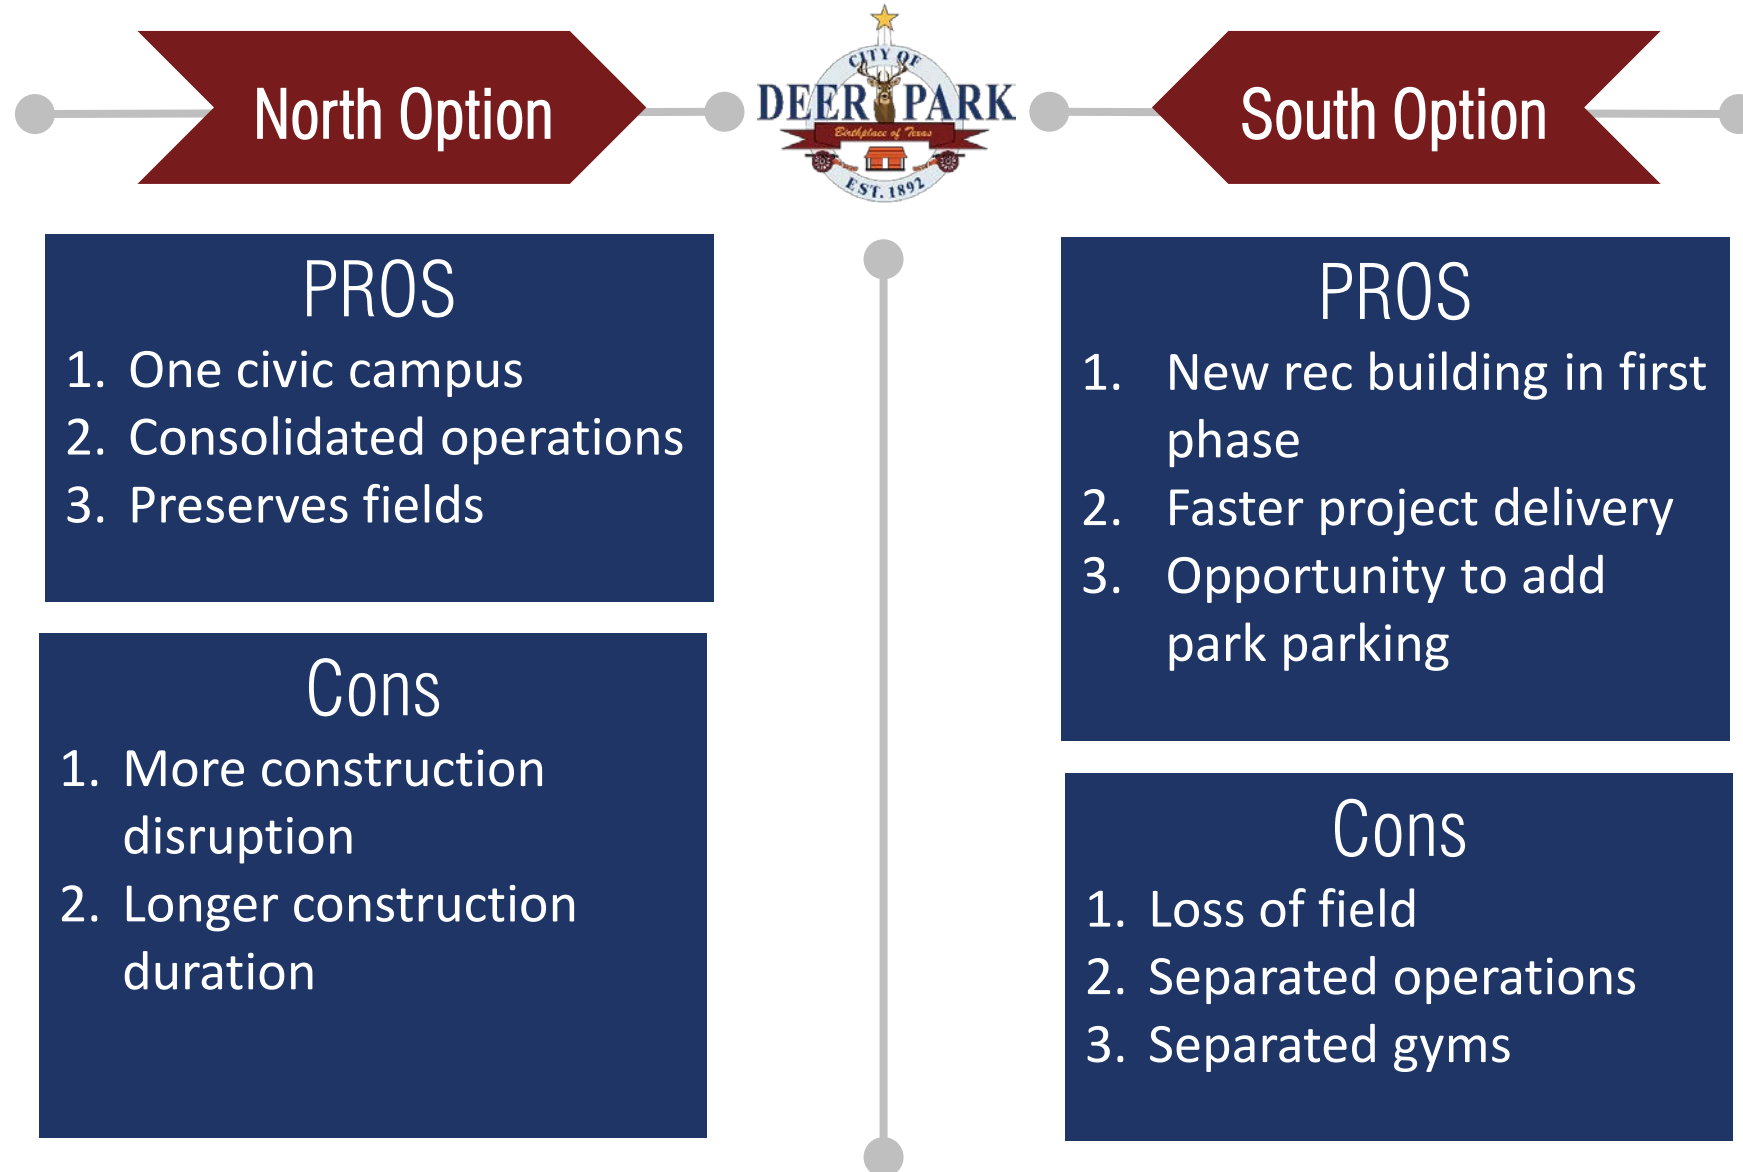 North Option
CITY OF
DEER PARK
Birthplace of Texas
EST. 1892
South Option
PROS
1. One civic campus
2. Consolidated operations
3. Preserves fields
Cons
1. More construction
disruption
2. Longer construction
duration
PROS
1. New rec building in first
phase
2. Faster project delivery
3. Opportunity to add
park parking
Cons
1. Loss of field
2. Separated operations
3. Separated gyms